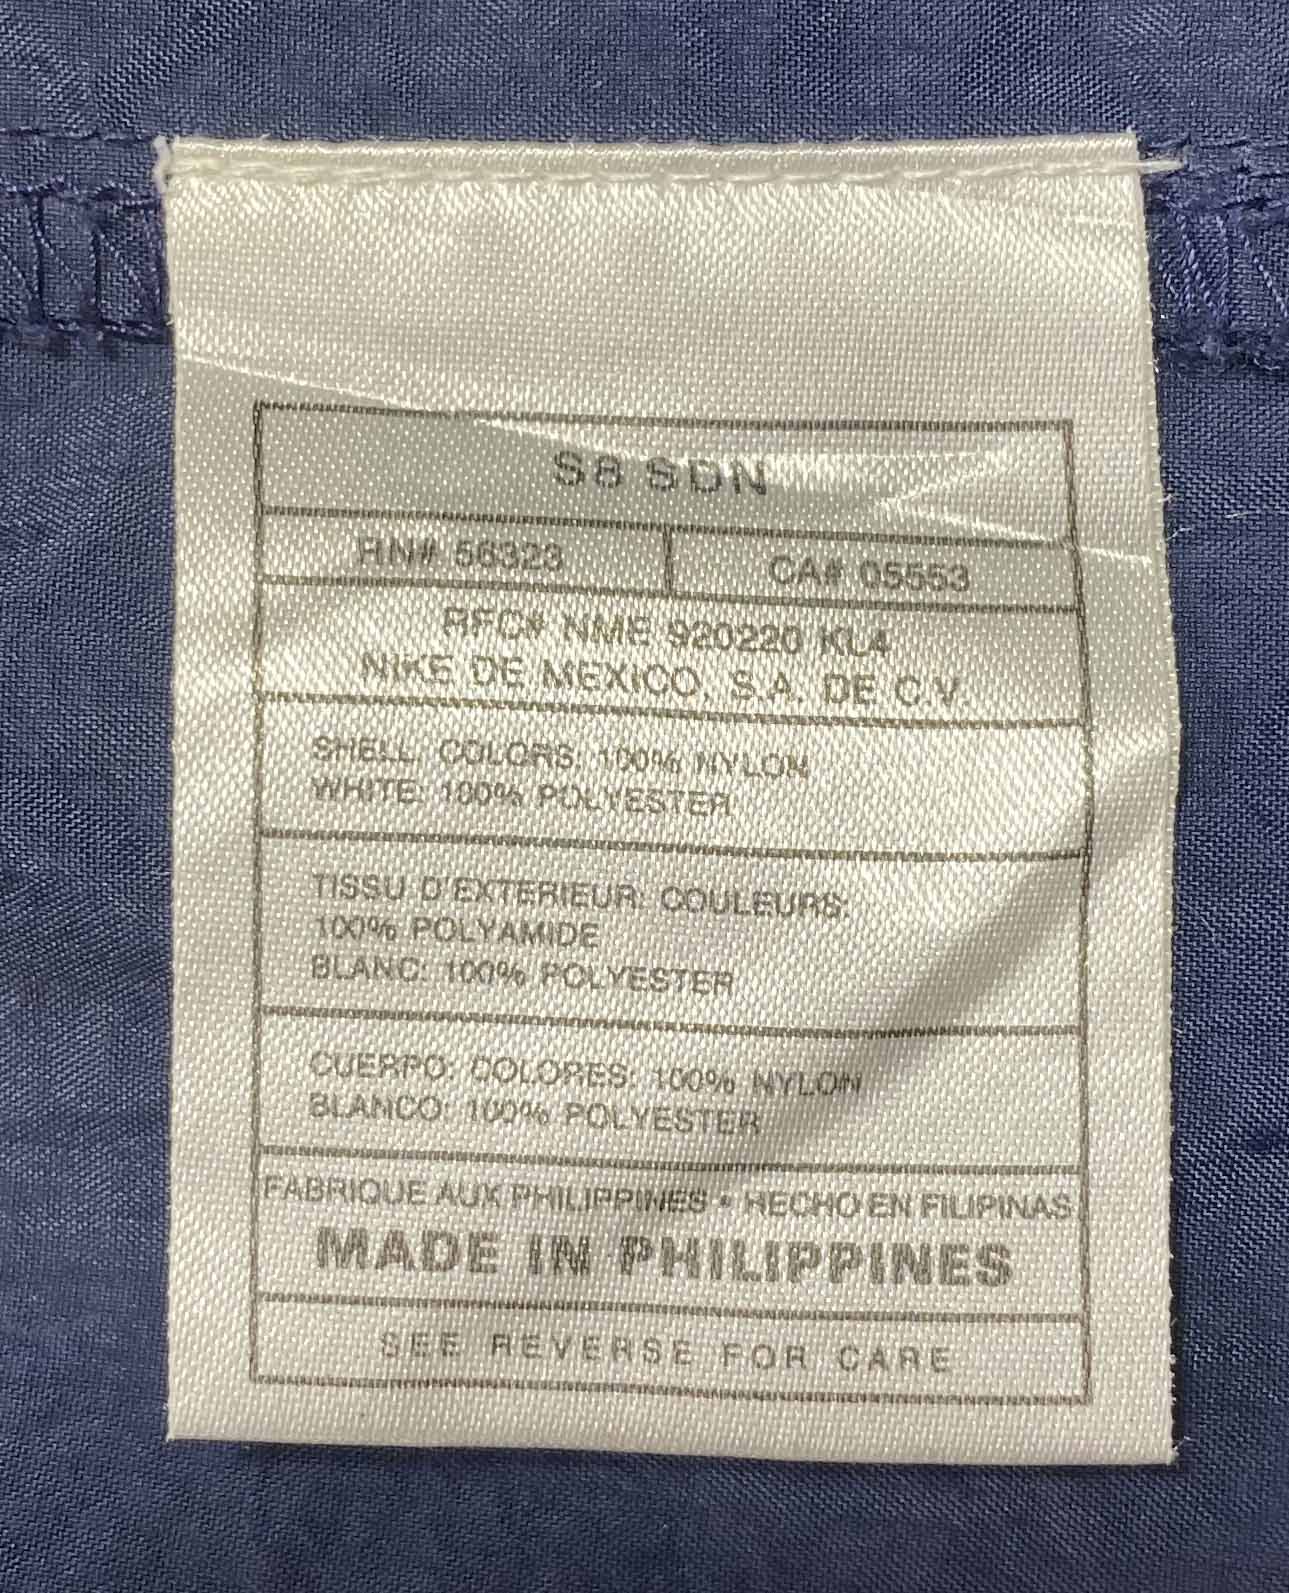 S8 SDN
RN# 56323 CA# 05553
RFC# NME 920220 KL4
NIKE DE MEXICO, S.A. DE C.V.
SHELL: COLORS: 100% NYLON
WHITE: 100% POLYESTER
TISSU D'EXTERIEUR: COULEURS:
100% POLYAMIDE
BLANC: 100% POLYESTER
CUERPO: COLORES: 100% NYLON
BLANCO: 100% POLYESTER
FABRIQUE AUX PHILIPPINES • HECHO EN FILIPINAS
MADE IN PHILIPPINES
SEE REVERSE FOR CARE